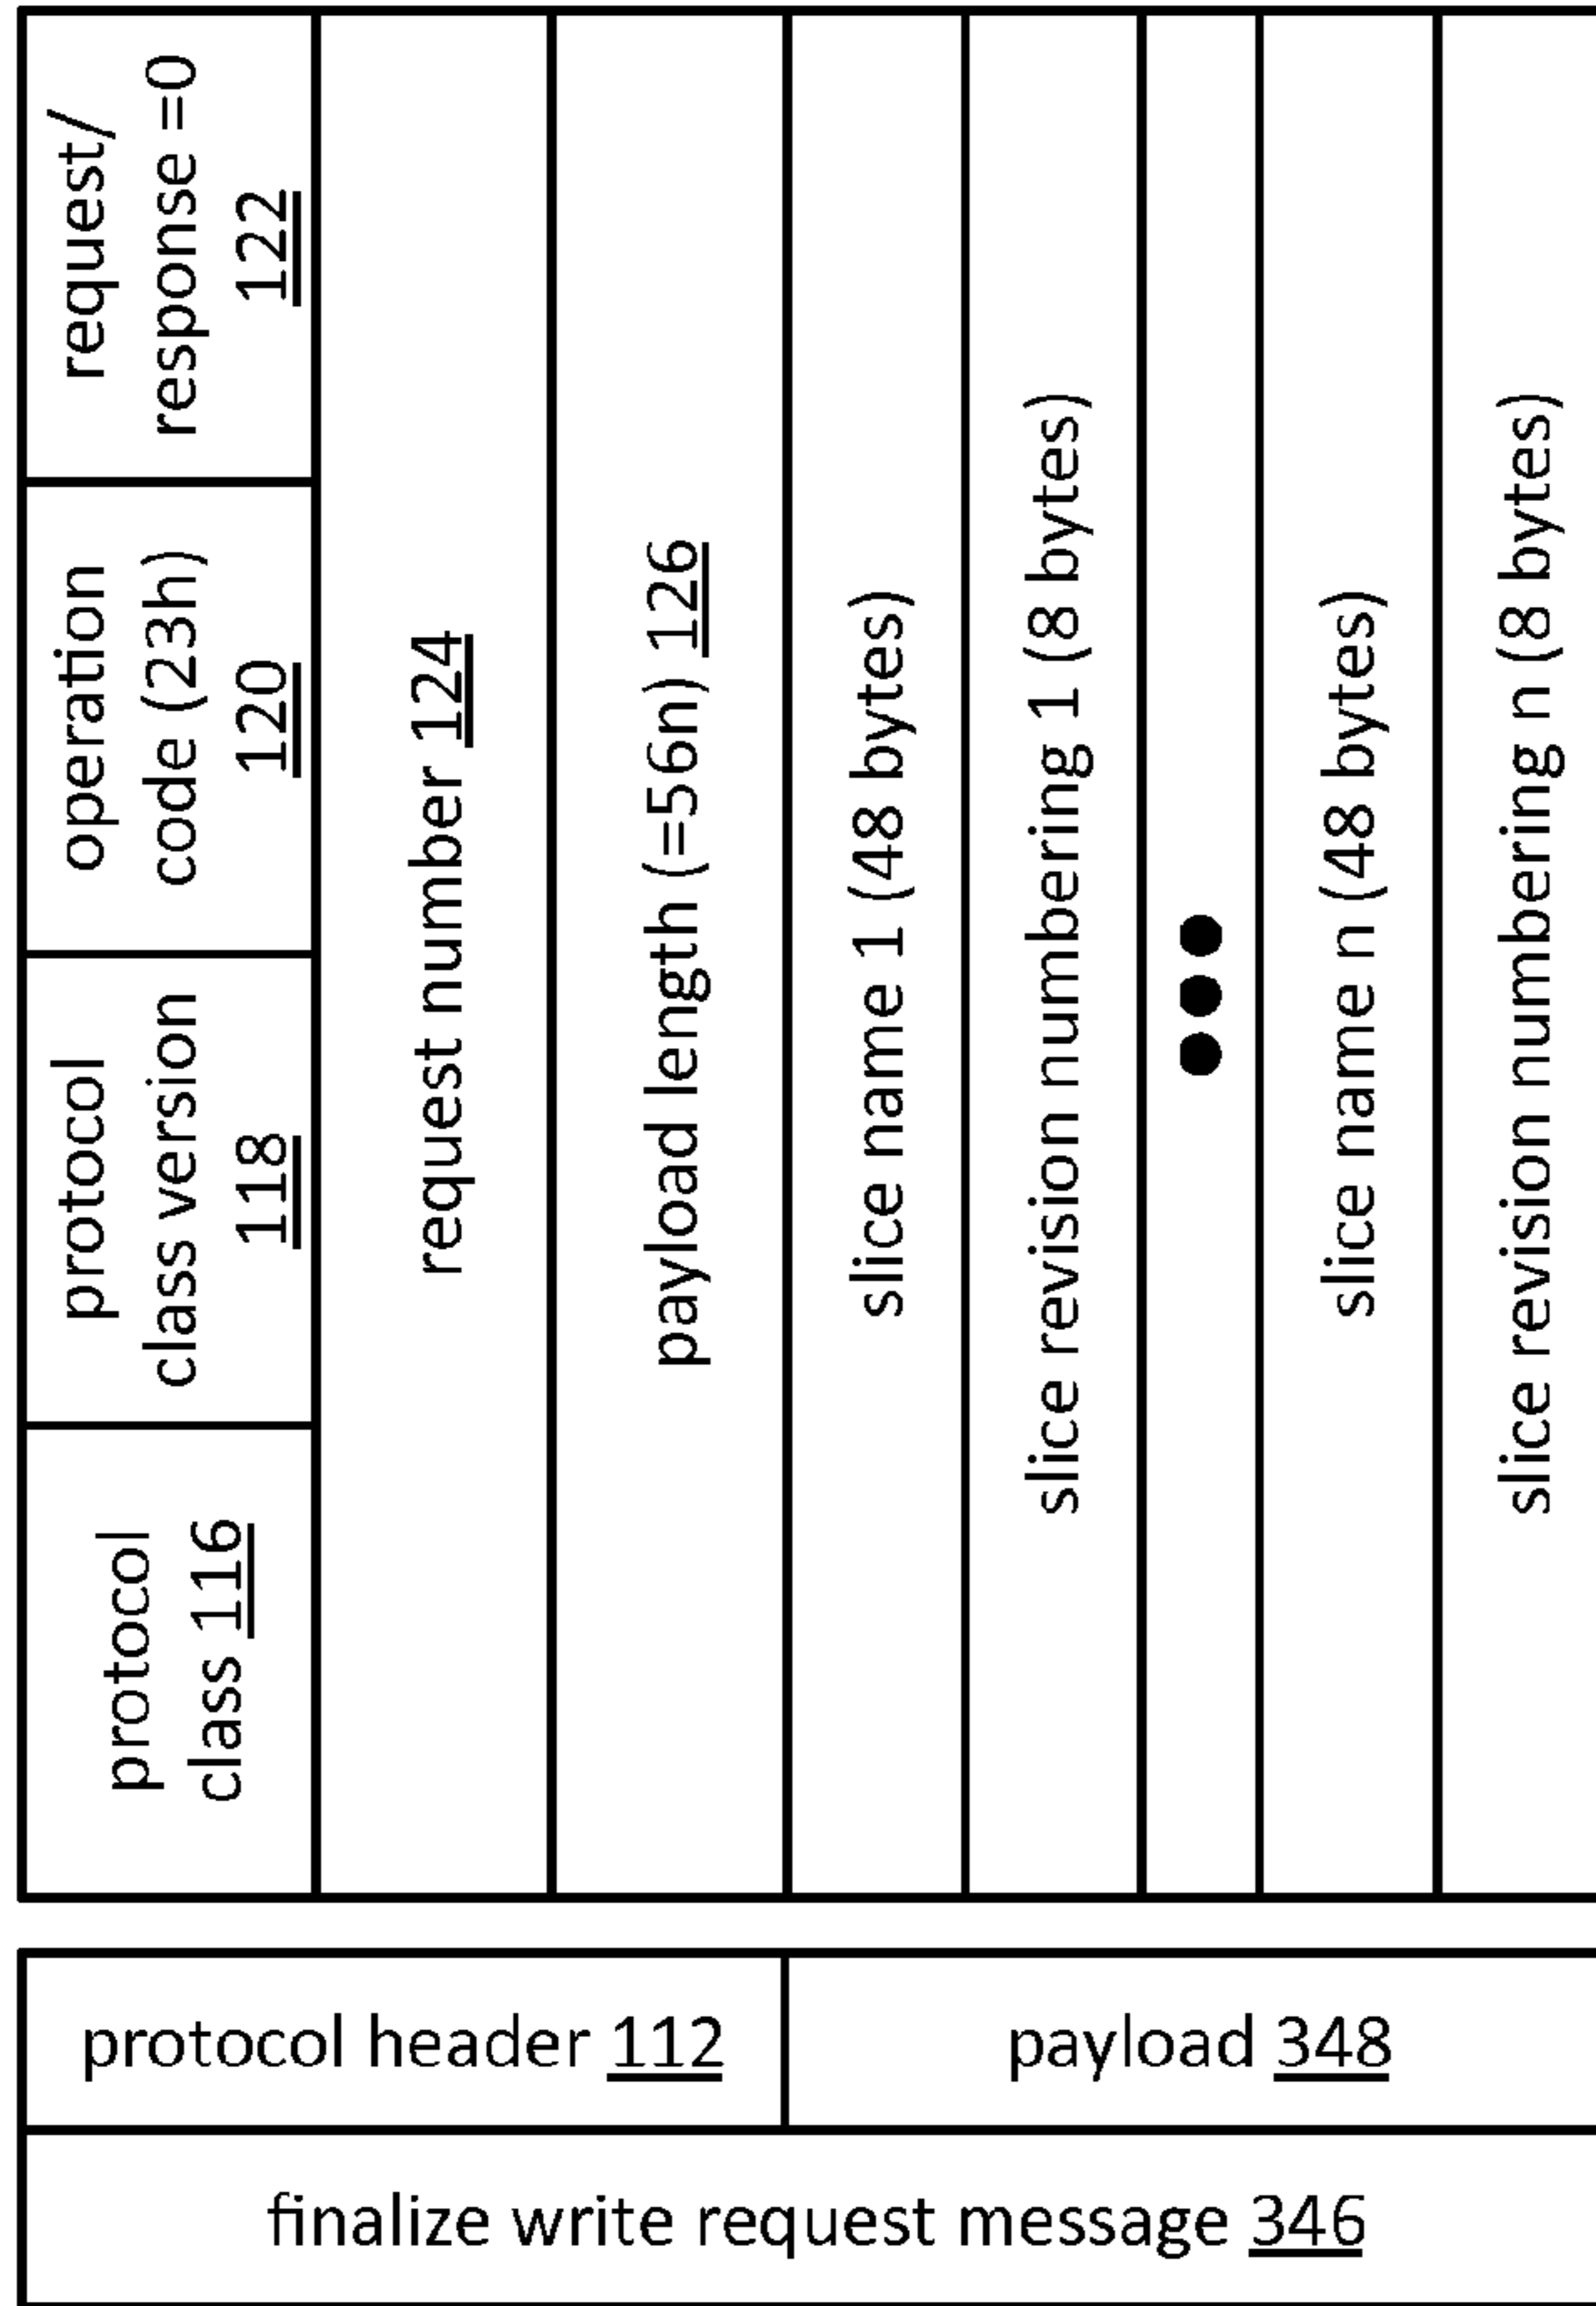 protocol
class 116
protocol
class version
118
operation
code (23h)
120
request/
response =0
122
request number 124
payload length (=56n) 126
slice name 1 (48 bytes)
slice revision numbering 1 (8 bytes)
●●●
slice name n (48 bytes)
slice revision numbering n (8 bytes)
protocol header 112
payload 348
finalize write request message 346